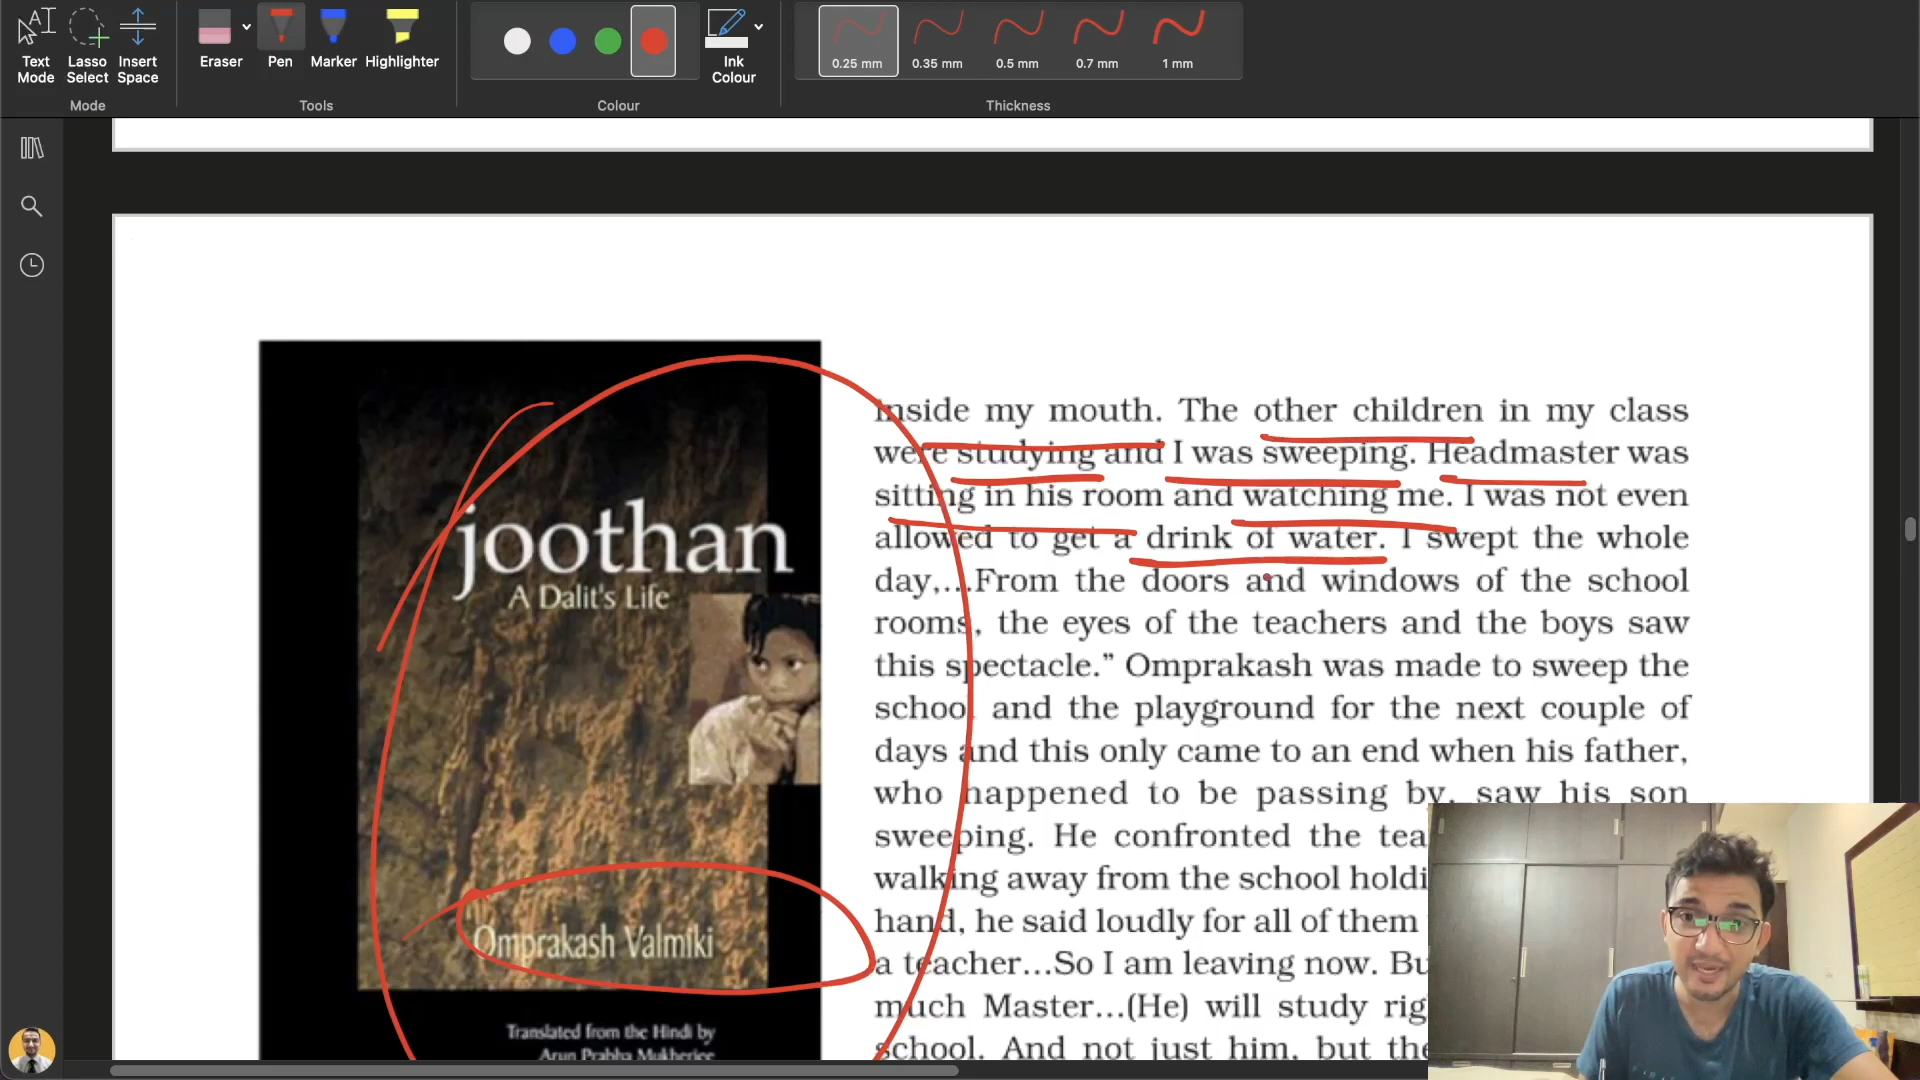 Text
Mode
Lasso
Select
Insert
Space
Eraser
Pen
Marker
Highlighter
Ink
Colour
0.25 mm
0.35 mm
0.5 mm
0.7 mm
1 mm
Mode
Tools
Colour
Thickness
joothan
A Dalit's Life
Omprakash Valmiki
Translated from the Hindi by
Arun Prabha Mukherjee
inside my mouth. The other children in my class
were studying and I was sweeping. Headmaster was
sitting in his room and watching me. I was not even
allowed to get a drink of water. I swept the whole
day,...From the doors and windows of the school
rooms, the eyes of the teachers and the boys saw
this spectacle.” Omprakash was made to sweep the
school and the playground for the next couple of
days and this only came to an end when his father,
who happened to be passing by, saw his son
sweeping. He confronted the tea
walking away from the school holdi
hand, he said loudly for all of them
a teacher...So I am leaving now. Bu
much Master...(He) will study rig
school. And not just him, but the